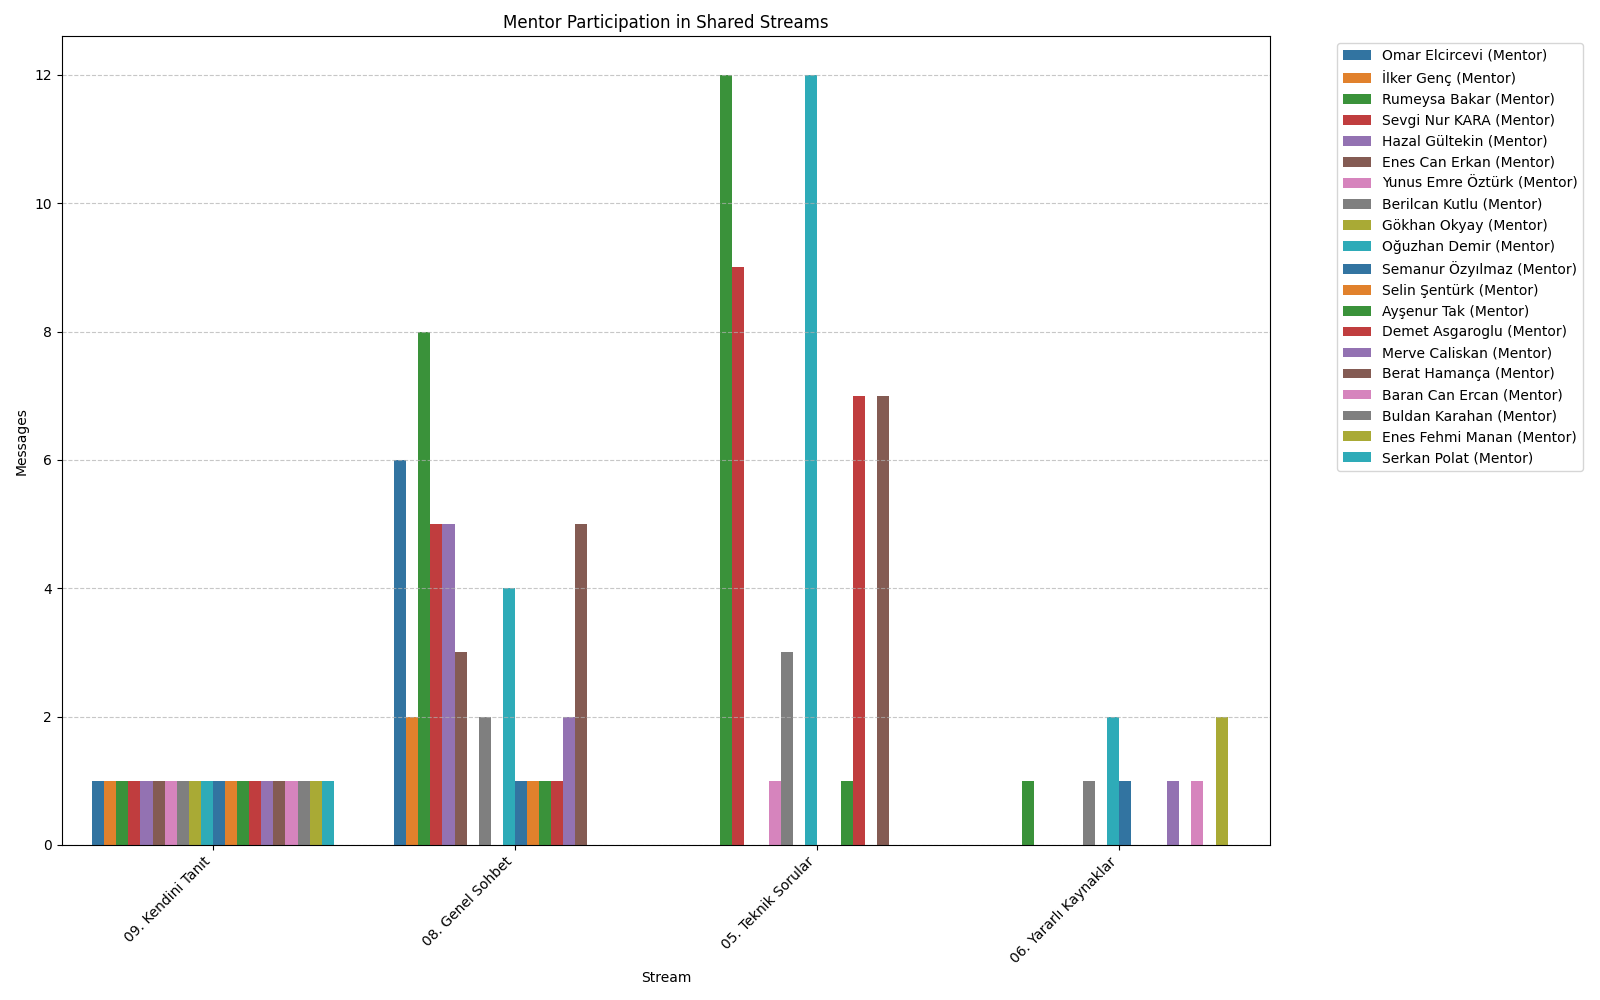 Mentor Participation in Shared Streams
Messages
12
10
8
6
4
2
0
09. Kendini Tanıt
08. Genel Sohbet
05. Teknik Sorular
06. Yararlı Kaynaklar
Stream
Omar Elcircevi (Mentor)
İlker Genç (Mentor)
Rumeysa Bakar (Mentor)
Sevgi Nur KARA (Mentor)
Hazal Gültekin (Mentor)
Enes Can Erkan (Mentor)
Yunus Emre Öztürk (Mentor)
Berilcan Kutlu (Mentor)
Gökhan Okyay (Mentor)
Oğuzhan Demir (Mentor)
Semanur Özyılmaz (Mentor)
Selin Şentürk (Mentor)
Ayşenur Tak (Mentor)
Demet Asgaroglu (Mentor)
Merve Caliskan (Mentor)
Berat Hamança (Mentor)
Baran Can Ercan (Mentor)
Buldan Karahan (Mentor)
Enes Fehmi Manan (Mentor)
Serkan Polat (Mentor)